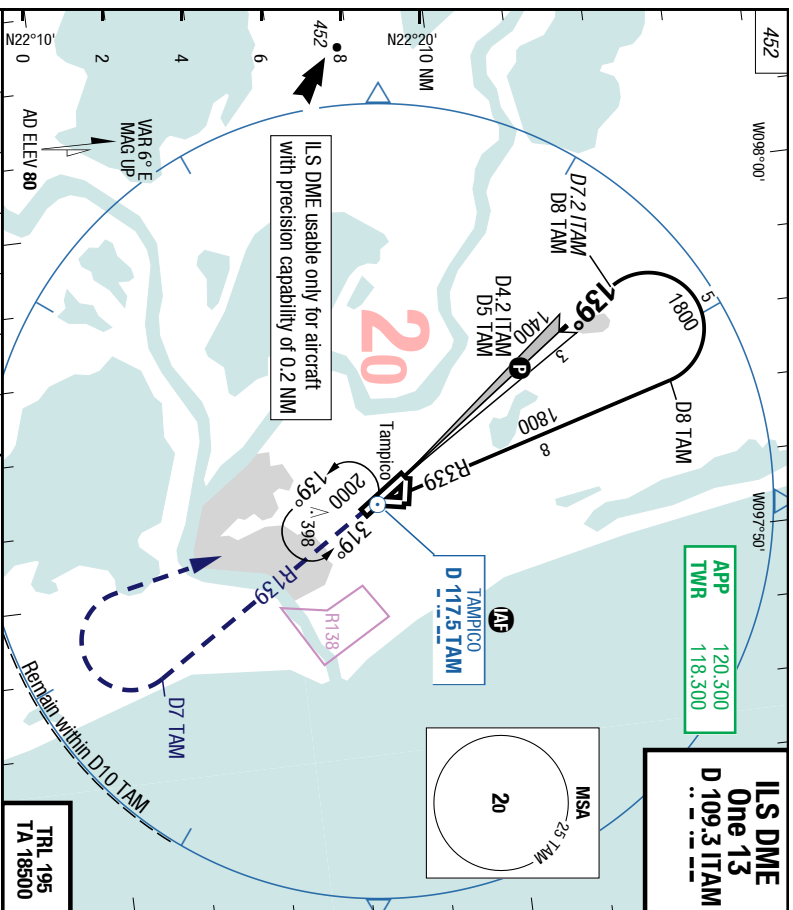 452
W098°00'
W097°50'
N22°20'
N22°10'
10 NM
8
6
4
2
0
452
ILS DME
One 13
D 109.3 ITAM
APP 120.300
TWR 118.300
MSA
25 TAM
20
IAF
TAMPICO
D 117.5 TAM
ILS DME usable only for aircraft
with precision capability of 0.2 NM
20
D7.2 ITAM
D8 TAM
139°
1800
5
D8 TAM
1800
8
R339
D4.2 ITAM
D5 TAM
1400
3
P
Tampico
2000
139°
319°
398
R139
R138
D7 TAM
Remain within D10 TAM
VAR 6° E
MAG UP
AD ELEV 80
TRL 195
TA 18500